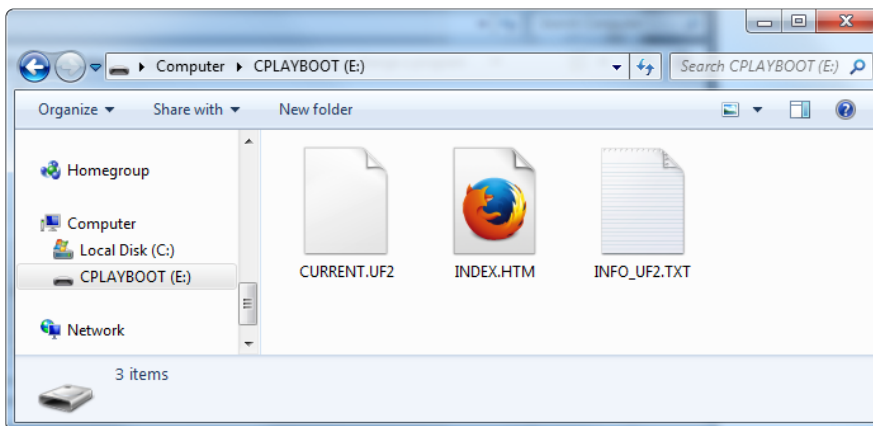 Computer
CPLAYBOOT (E:)
Search CPLAYBOOT (E:)
Organize
Share with
New folder
Homegroup
Computer
Local Disk (C:)
CPLAYBOOT (E:)
Network
CURRENT.UF2
INDEX.HTM
INFO_UF2.TXT
3 items